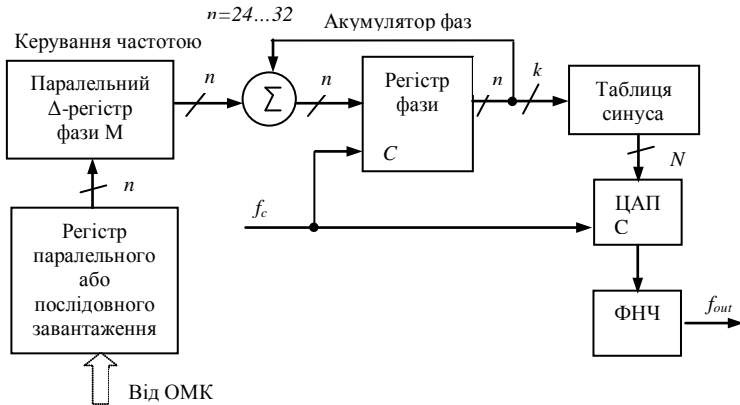 n=24...32
Акумулятор фаз
Керування частотою
Паралельний
Δ-регістр
фази М
n
Σ
n
Регістр
фази
C
n
k
Таблиця
синуса
n
N
f_c
ЦАП
С
Регістр
паралельного
або
послідовного
завантаження
ФНЧ
f_out
Від ОМК